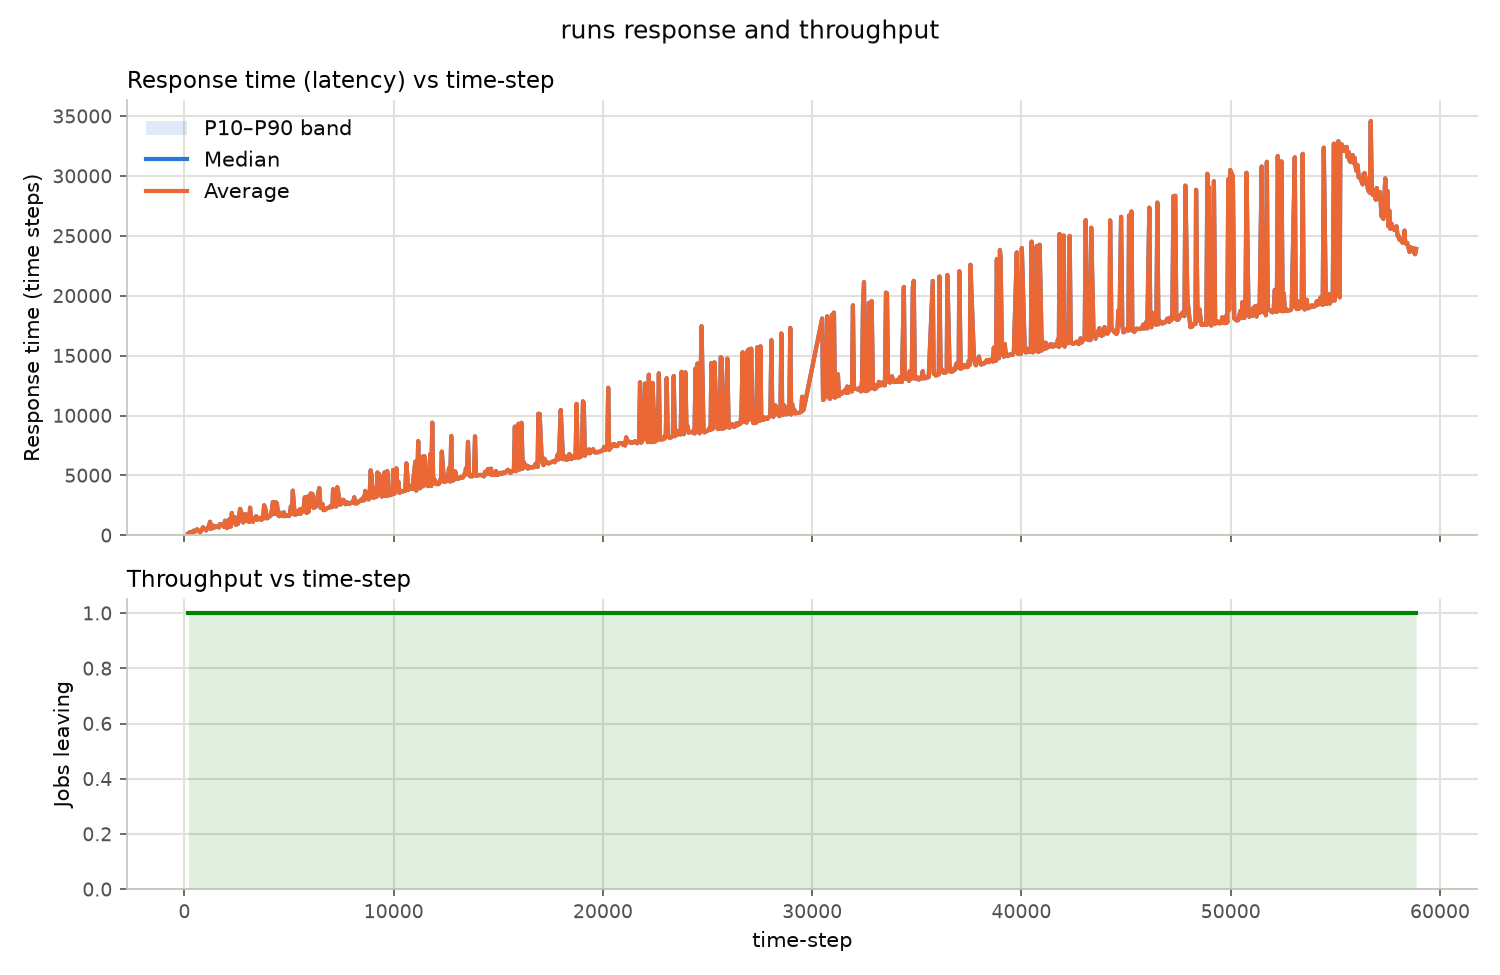 runs response and throughput
Response time (latency) vs time-step
P10–P90 band
Median
Average
Response time (time steps)
35000
30000
25000
20000
15000
10000
5000
0
Throughput vs time-step
Jobs leaving
1.0
0.8
0.6
0.4
0.2
0.0
0 10000 20000 30000 40000 50000 60000
time-step